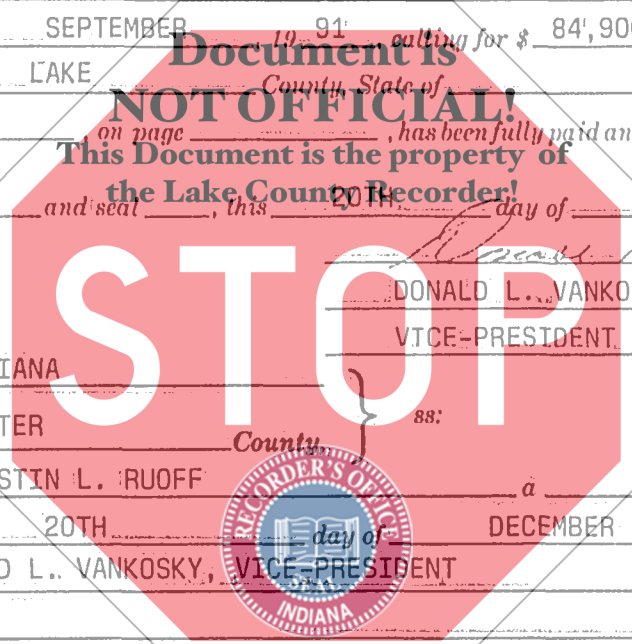 SEPTEMBER 19 91 calling for $ 84,900
Document is
LAKE County, State of
NOT OFFICIAL!
, on page , has been fully paid an
This Document is the property of
the Lake County Recorder!
and seal , this 20TH day of
STOP
DONALD L. VANKO
VICE-PRESIDENT
IANA
TER ss:
County
STIN L. RUOFF a
20TH day of DECEMBER
D L. VANKOSKY, VICE-PRESIDENT
RECORDER'S OFFICE
SEAL
INDIANA